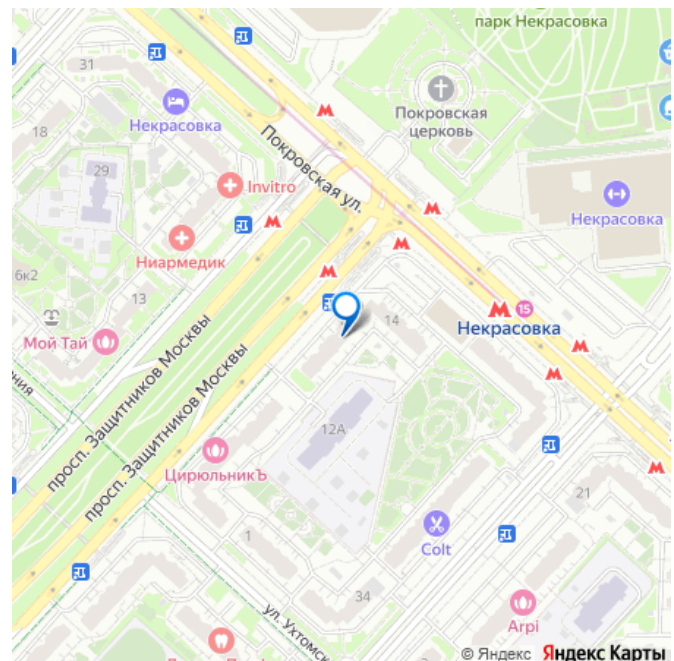 парк Некрасовка
31
Некрасовка
Покровская
церковь
18
Покровская ул.
29
Invitro
Некрасовка
Ниармедик
6к2
13
15
14
Некрасовка
Мой Тай
просп. Защитников Москвы
просп. Защитников Москвы
12А
ЦирюльникЪ
21
1
Colt
34
ул. Ухтомск
Arpi
© Яндекс Яндекс Карты